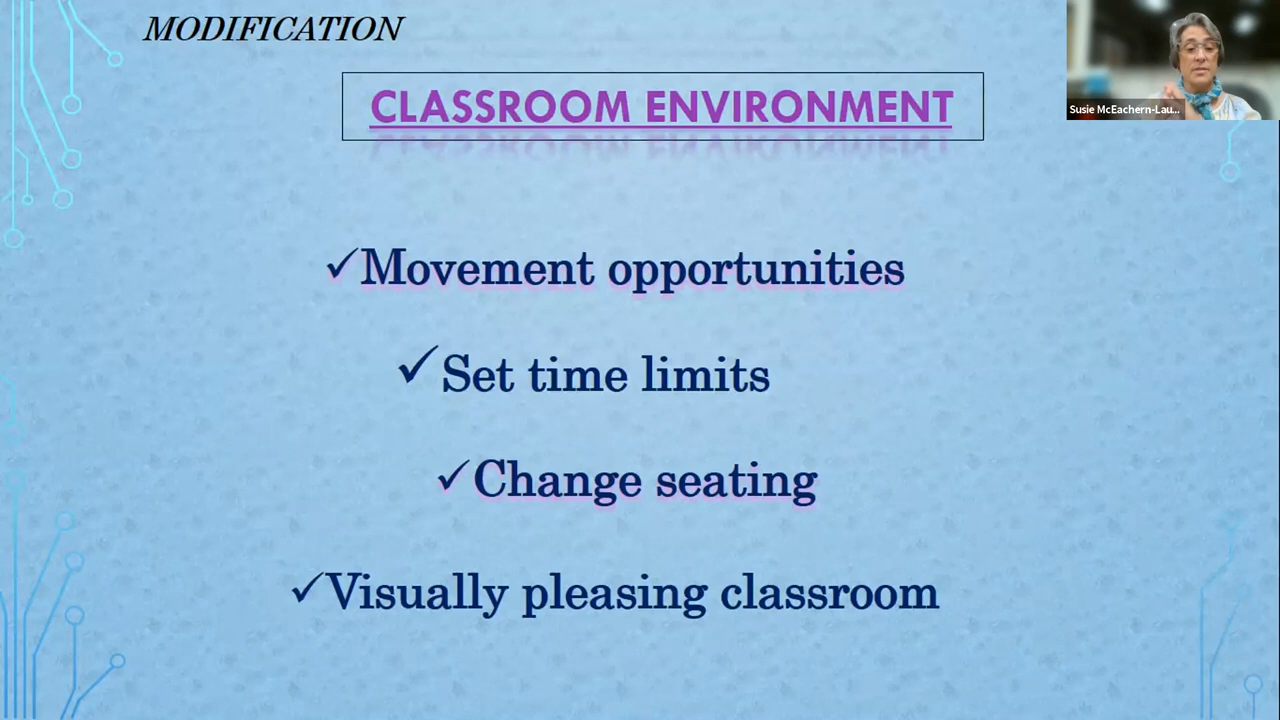 MODIFICATION
CLASSROOM ENVIRONMENT
Susie McEachern-Lau...
✓Movement opportunities
✓Set time limits
✓Change seating
✓Visually pleasing classroom